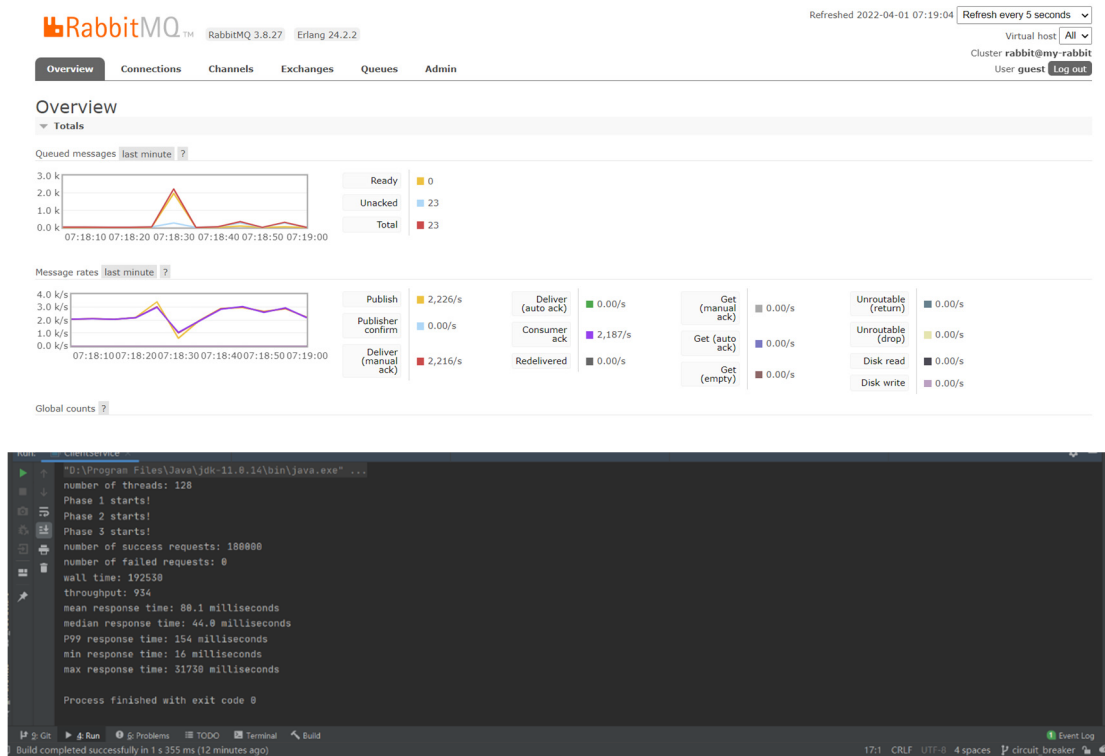 Refreshed 2022-04-01 07:19:04 Refresh every 5 seconds
RabbitMQ TM RabbitMQ 3.8.27 Erlang 24.2.2
Virtual host All
Cluster rabbit@my-rabbit
User guest Log out
Overview Connections Channels Exchanges Queues Admin
Overview
Totals
Queued messages last minute ?
3.0 k
2.0 k
1.0 k
0.0 k
07:18:10 07:18:20 07:18:30 07:18:40 07:18:50 07:19:00
Ready 0
Unacked 23
Total 23
Message rates last minute ?
4.0 k/s
3.0 k/s
2.0 k/s
1.0 k/s
0.0 k/s
07:18:10 07:18:20 07:18:30 07:18:40 07:18:50 07:19:00
Publish 2,226/s
Publisher confirm 0.00/s
Deliver (manual ack) 2,216/s
Deliver (auto ack) 0.00/s
Consumer ack 2,187/s
Redelivered 0.00/s
Get (manual ack) 0.00/s
Get (auto ack) 0.00/s
Get (empty) 0.00/s
Unroutable (return) 0.00/s
Unroutable (drop) 0.00/s
Disk read 0.00/s
Disk write 0.00/s
Global counts ?
Run: ClientService
"D:\Program Files\Java\jdk-11.0.14\bin\java.exe" ...
number of threads: 128
Phase 1 starts!
Phase 2 starts!
Phase 3 starts!
number of success requests: 180000
number of failed requests: 0
wall time: 192530
throughput: 934
mean response time: 80.1 milliseconds
median response time: 44.0 milliseconds
P99 response time: 154 milliseconds
min response time: 16 milliseconds
max response time: 31730 milliseconds
Process finished with exit code 0
9: Git 4: Run 6: Problems TODO Terminal Build 1 Event Log
Build completed successfully in 1 s 355 ms (12 minutes ago) 17:1 CRLF UTF-8 4 spaces circuit_breaker